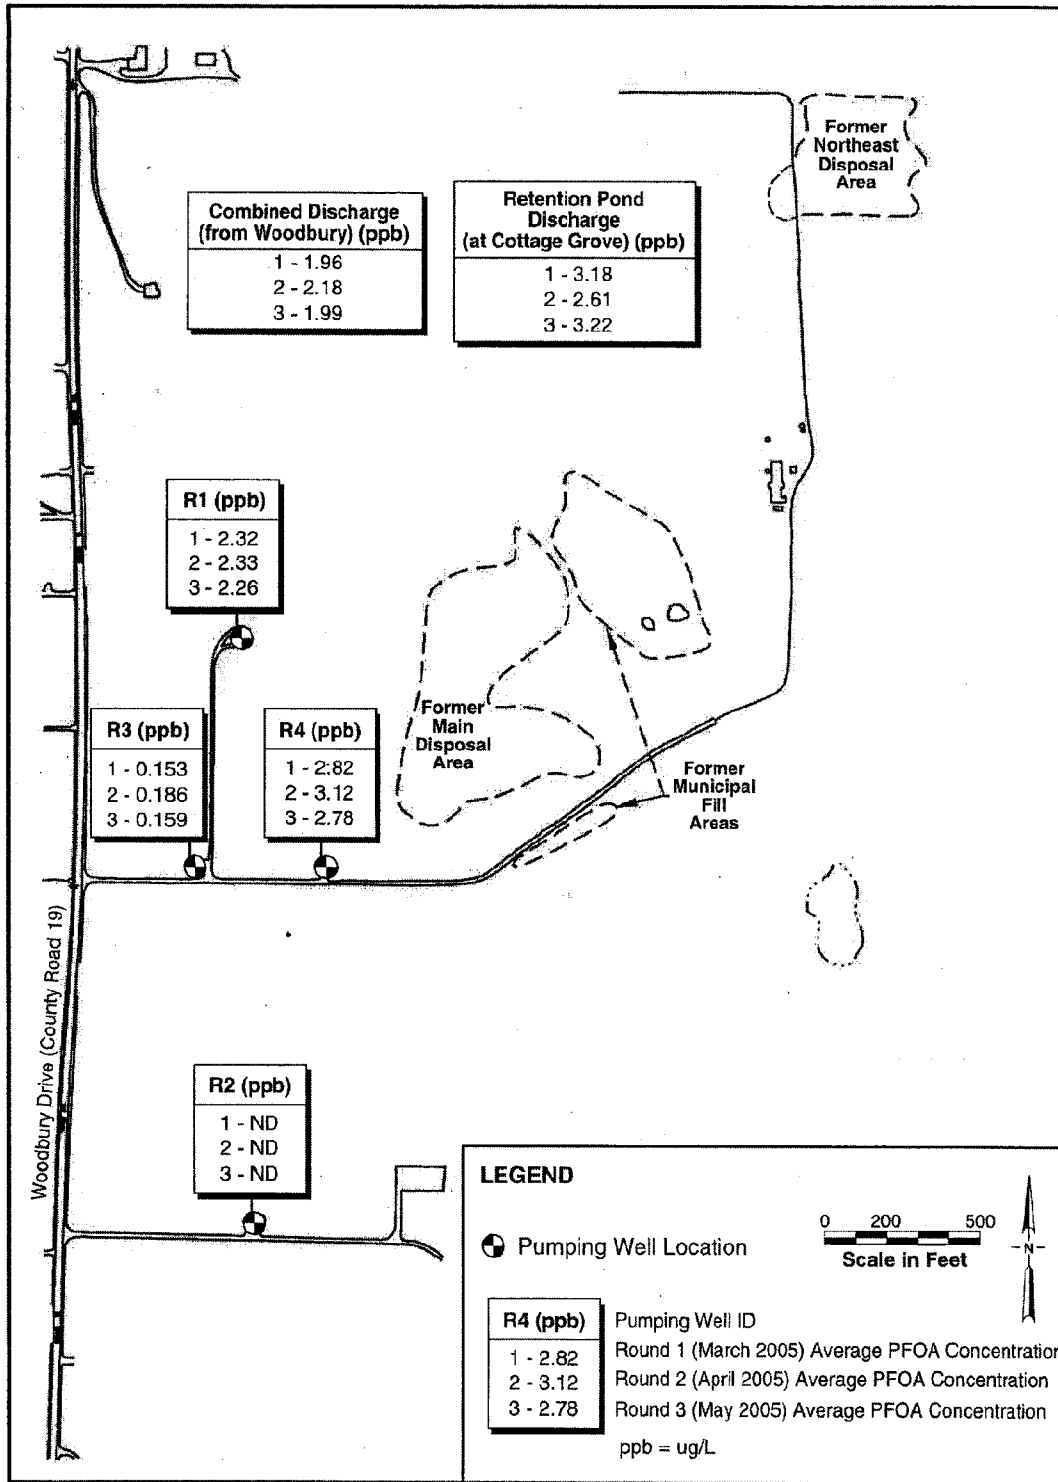 Former
Northeast
Disposal
Area
Combined Discharge
(from Woodbury) (ppb)
1 - 1.96
2 - 2.18
3 - 1.99
Retention Pond
Discharge
(at Cottage Grove) (ppb)
1 - 3.18
2 - 2.61
3 - 3.22
R1 (ppb)
1 - 2.32
2 - 2.33
3 - 2.26
R3 (ppb)
1 - 0.153
2 - 0.186
3 - 0.159
R4 (ppb)
1 - 2.82
2 - 3.12
3 - 2.78
Former
Main
Disposal
Area
Former
Municipal
Fill
Areas
Woodbury Drive (County Road 19)
R2 (ppb)
1 - ND
2 - ND
3 - ND
LEGEND
Pumping Well Location
0 200 500
Scale in Feet
N
R4 (ppb)
1 - 2.82
2 - 3.12
3 - 2.78
Pumping Well ID
Round 1 (March 2005) Average PFOA Concentration
Round 2 (April 2005) Average PFOA Concentration
Round 3 (May 2005) Average PFOA Concentration
ppb = ug/L